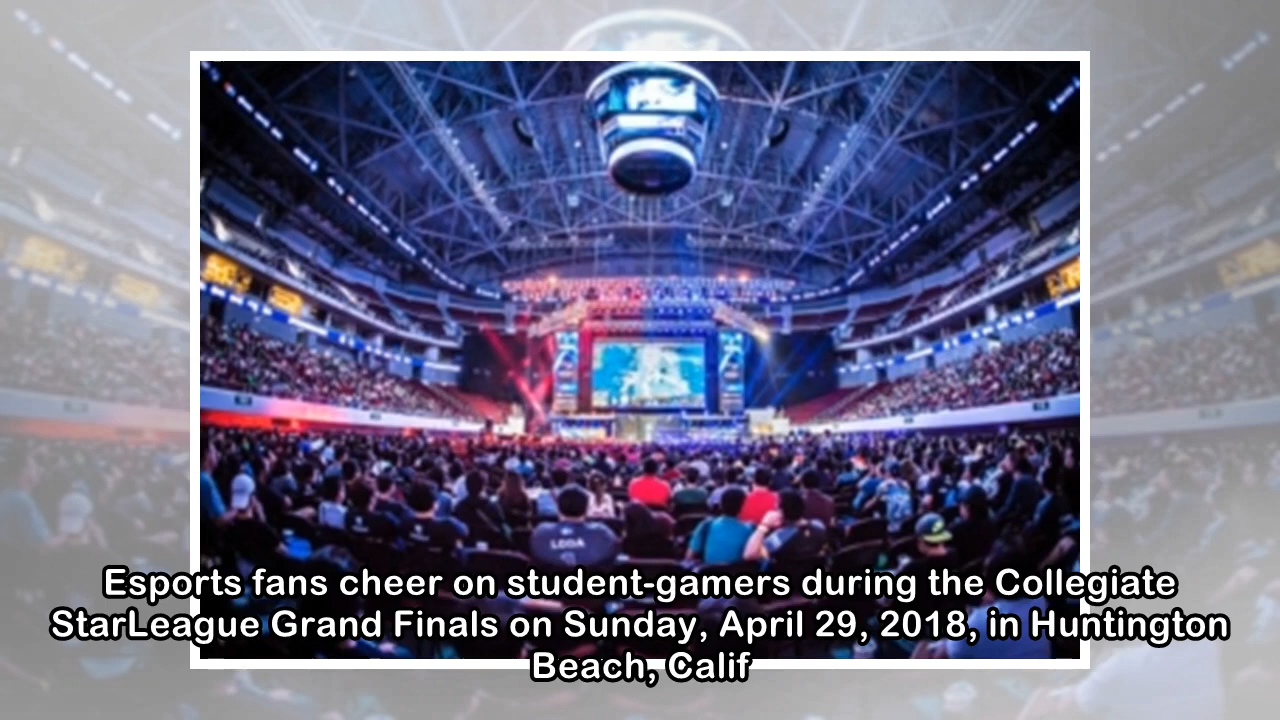 LDDA
Esports fans cheer on student-gamers during the Collegiate
StarLeague Grand Finals on Sunday, April 29, 2018, in Huntington
Beach, Calif